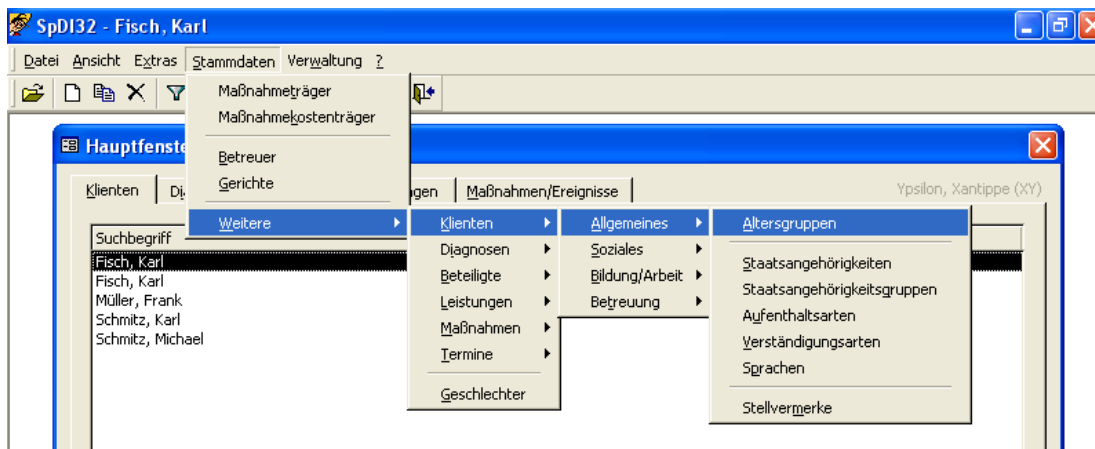 SpDI32 - Fisch, Karl
Datei Ansicht Extras Stammdaten Verwaltung ?
Maßnahmeträger
Maßnahmekostenträger
Betreuer
Gerichte
Weitere
Hauptfenste
Klienten Di gen Maßnahmen/Ereignisse Ypsilon, Xantippe (XY)
Suchbegriff
Fisch, Karl
Fisch, Karl
Müller, Frank
Schmitz, Karl
Schmitz, Michael
Klienten
Diagnosen
Beteiligte
Leistungen
Maßnahmen
Termine
Geschlechter
Allgemeines
Soziales
Bildung/Arbeit
Betreuung
Altersgruppen
Staatsangehörigkeiten
Staatsangehörigkeitsgruppen
Aufenthaltsarten
Verständigungsarten
Sprachen
Stellvermerke